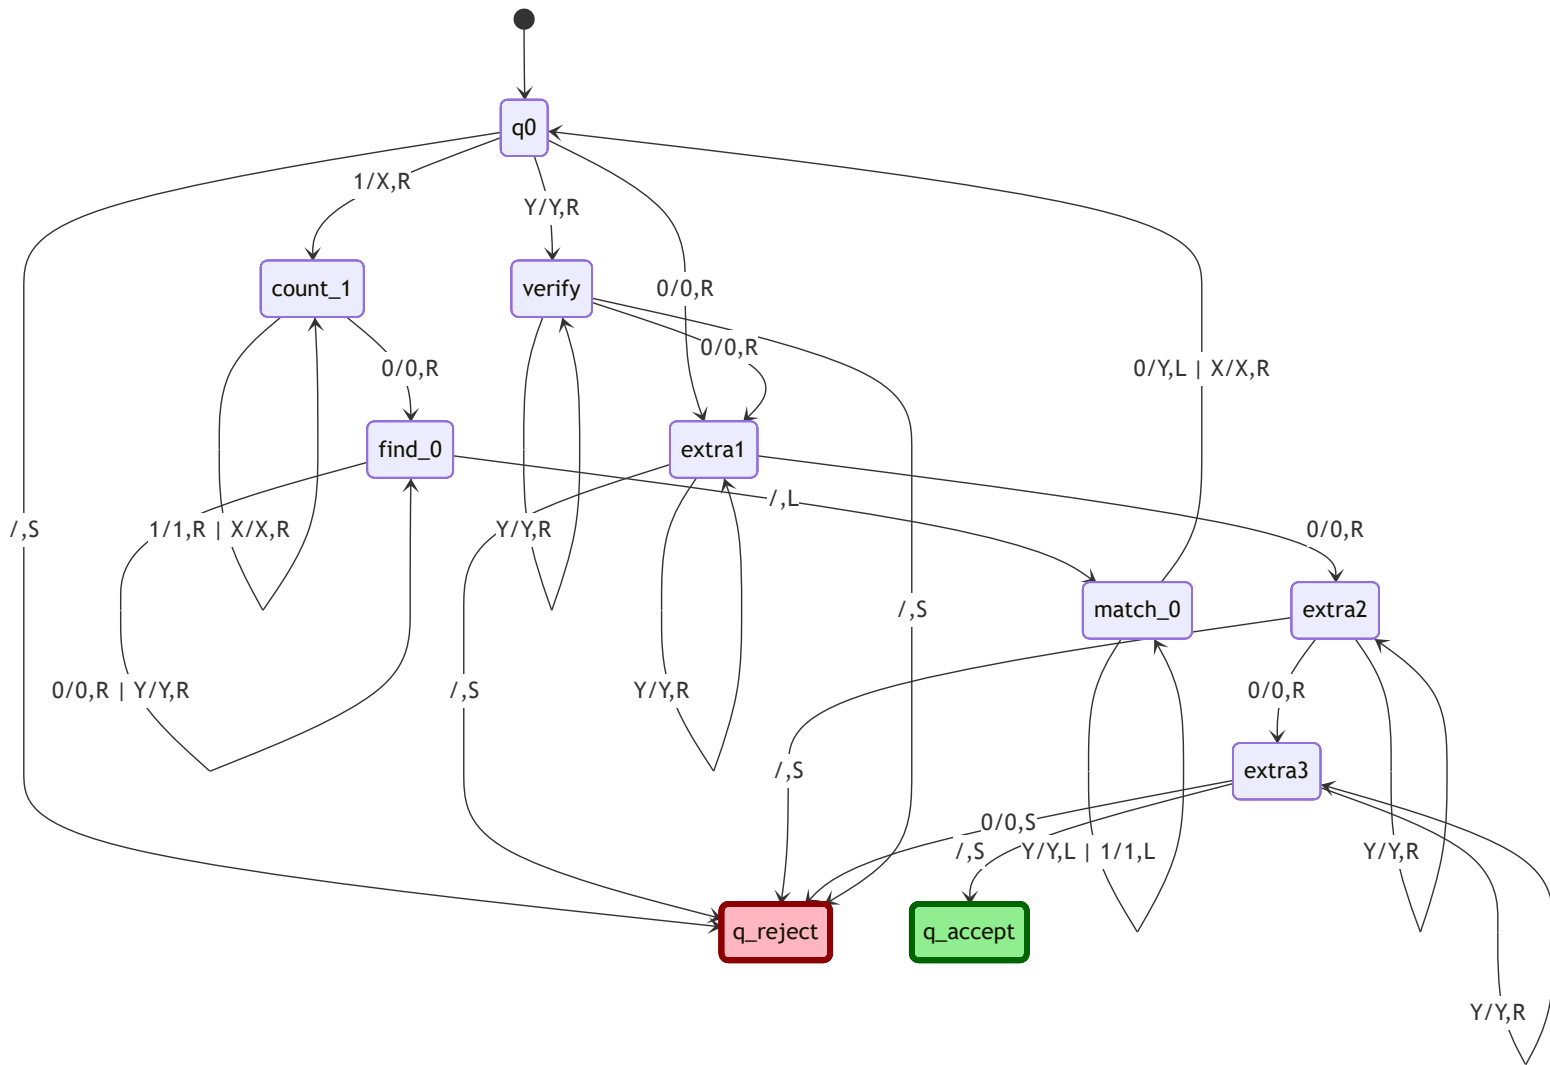 q0
1/X,R
Y/Y,R
count_1
verify
0/0,R
0/0,R
0/0,R
0/Y,L | X/X,R
find_0
extra1
/,L
/,S
1/1,R | X/X,R
Y/Y,R
0/0,R
match_0
extra2
/,S
0/0,R | Y/Y,R
/,S
Y/Y,R
0/0,R
/,S
extra3
0/0,S
/,S
Y/Y,L | 1/1,L
Y/Y,R
q_reject
q_accept
Y/Y,R